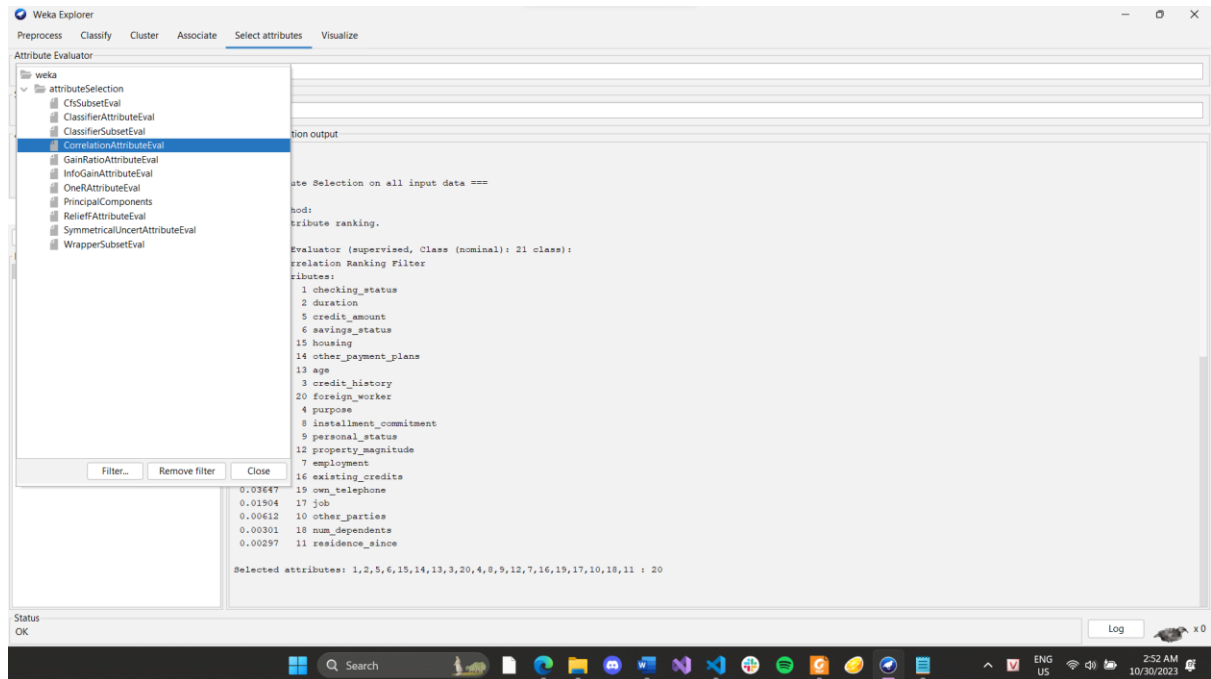 Weka Explorer
Preprocess Classify Cluster Associate Select attributes Visualize
Attribute Evaluator
weka
attributeSelection
CfsSubsetEval
ClassifierAttributeEval
ClassifierSubsetEval
CorrelationAttributeEval
GainRatioAttributeEval
InfoGainAttributeEval
OneRAttributeEval
PrincipalComponents
ReliefFAttributeEval
SymmetricalUncertAttributeEval
WrapperSubsetEval
Filter... Remove filter Close
tion output
ute Selection on all input data ===
hod:
tribute ranking.
Evaluator (supervised, Class (nominal): 21 class):
rrelation Ranking Filter
ributes:
1 checking_status
2 duration
5 credit_amount
6 savings_status
15 housing
14 other_payment_plans
13 age
3 credit_history
20 foreign_worker
4 purpose
8 installment_commitment
9 personal_status
12 property_magnitude
7 employment
16 existing_credits
0.03647 19 own_telephone
0.01904 17 job
0.00612 10 other_parties
0.00301 18 num_dependents
0.00297 11 residence_since
Selected attributes: 1,2,5,6,15,14,13,3,20,4,8,9,12,7,16,19,17,10,18,11 : 20
Status
OK
Log x 0
Search
ENG
US
2:52 AM
10/30/2023